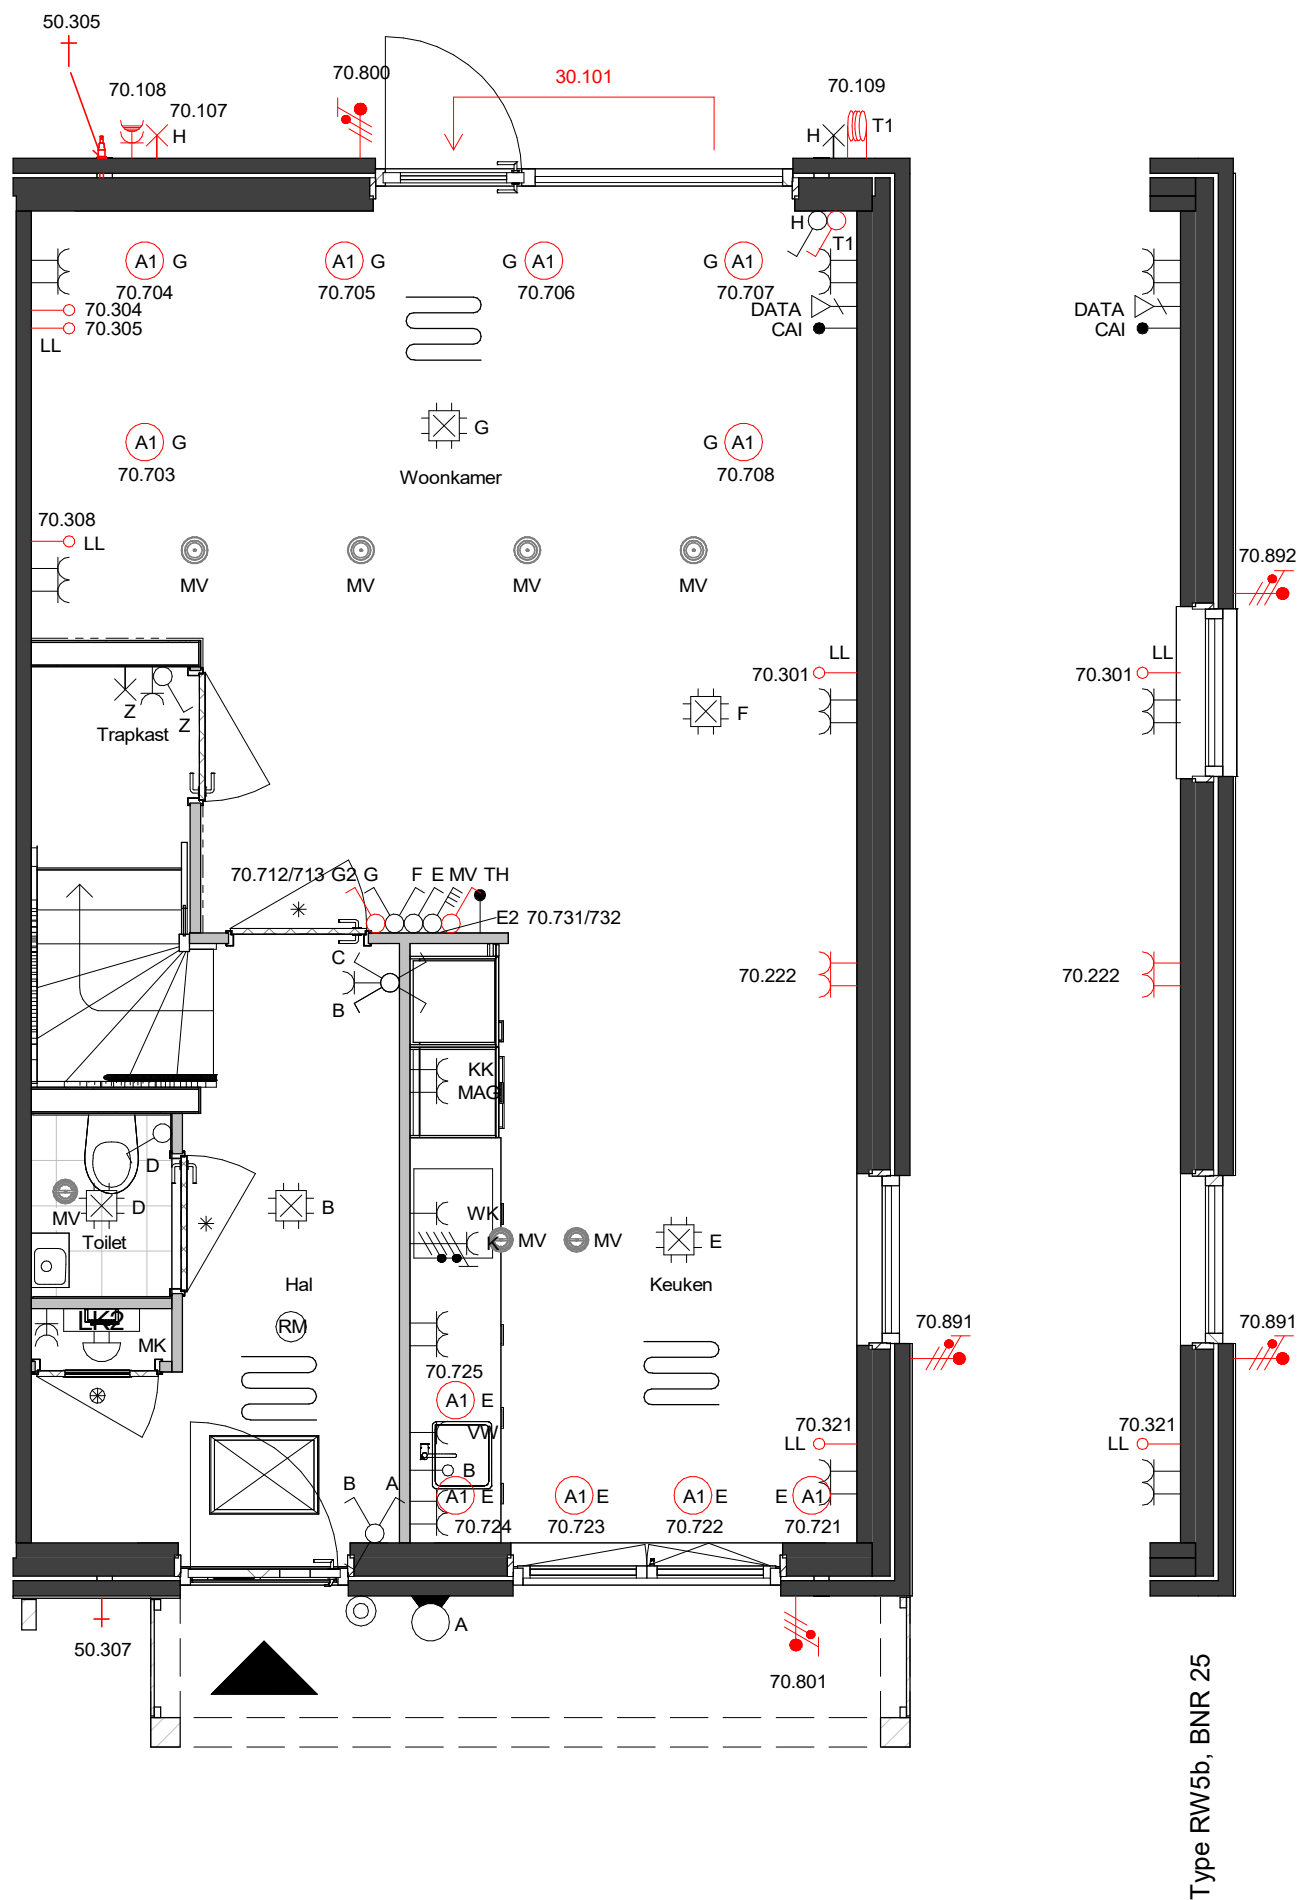 50.305
70.108
70.107
H
70.800
30.101
70.109
T1
H
H
T1
A1 G
70.704
A1 G
70.705
G A1
70.706
G A1
70.707
70.304
70.305
LL
DATA
CAI
DATA
CAI
A1 G
70.703
G
Woonkamer
G A1
70.708
70.308
LL
MV
MV
MV
MV
70.892
LL
70.301
LL
70.301
Z
Z
Trapkast
F
70.712/713 G2 G F E MV TH
E2 70.731/732
C
B
70.222
70.222
KK
MAG
D
D
MV
Toilet
B
WK
K
MV
MV
E
Keuken
Hal
RM
LK2
MK
70.891
70.891
70.725
A1 E
VW
B
70.321
LL
70.321
LL
B A
A1 E
70.724
A1 E
70.723
A1 E
70.722
E A1
70.721
A
50.307
70.801
Type RW5b, BNR 25